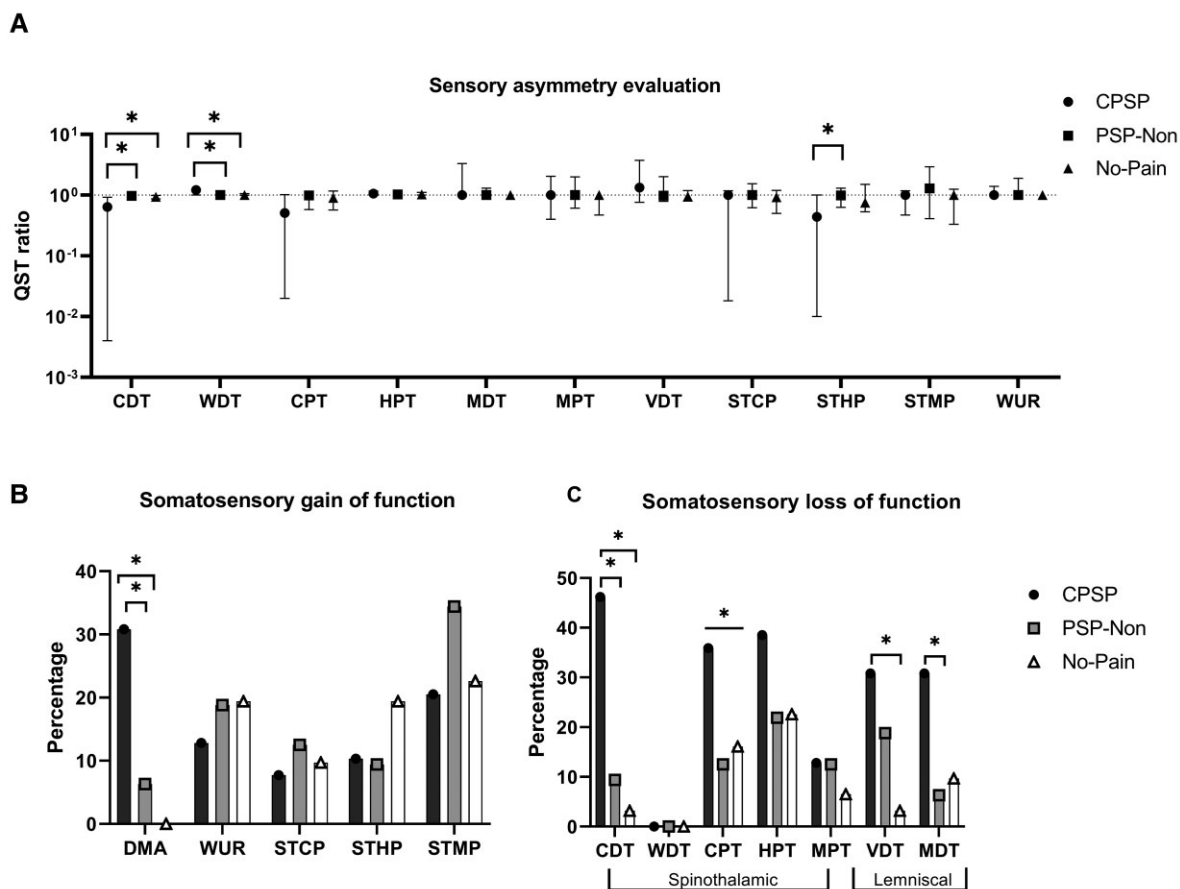 A
Sensory asymmetry evaluation
CPSP
PSP-Non
No-Pain
QST ratio
10¹
10⁰
10⁻¹
10⁻²
10⁻³
* * * * *
CDT WDT CPT HPT MDT MPT VDT STCP STHP STMP WUR
B
Somatosensory gain of function
Percentage
40
30
20
10
0
*
*
DMA WUR STCP STHP STMP
C
Somatosensory loss of function
Percentage
50
40
30
20
10
0
*
*
* * *
CDT WDT CPT HPT MPT VDT MDT
Spinothalamic Lemniscal
CPSP
PSP-Non
No-Pain